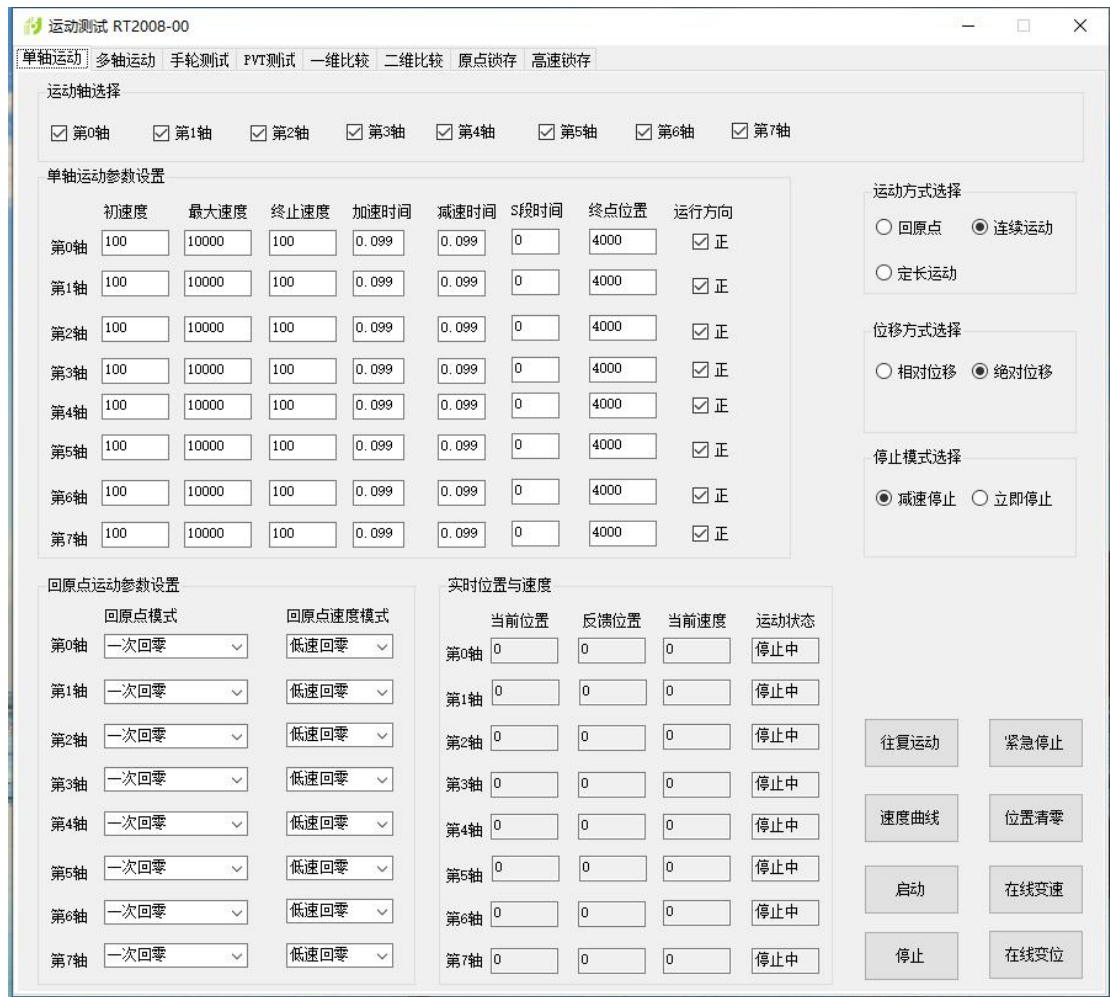 运动测试 RT2008-00
单轴运动 多轴运动 手轮测试 PVT测试 一维比较 二维比较 原点锁存 高速锁存
运动轴选择
第0轴 第1轴 第2轴 第3轴 第4轴 第5轴 第6轴 第7轴
单轴运动参数设置
初速度 最大速度 终止速度 加速时间 减速时间 S段时间 终点位置 运行方向
第0轴 100 10000 100 0.099 0.099 0 4000 正
第1轴 100 10000 100 0.099 0.099 0 4000 正
第2轴 100 10000 100 0.099 0.099 0 4000 正
第3轴 100 10000 100 0.099 0.099 0 4000 正
第4轴 100 10000 100 0.099 0.099 0 4000 正
第5轴 100 10000 100 0.099 0.099 0 4000 正
第6轴 100 10000 100 0.099 0.099 0 4000 正
第7轴 100 10000 100 0.099 0.099 0 4000 正
运动方式选择
回原点 连续运动
定长运动
位移方式选择
相对位移 绝对位移
停止模式选择
减速停止 立即停止
回原点运动参数设置
回原点模式 回原点速度模式
第0轴 一次回零 低速回零
第1轴 一次回零 低速回零
第2轴 一次回零 低速回零
第3轴 一次回零 低速回零
第4轴 一次回零 低速回零
第5轴 一次回零 低速回零
第6轴 一次回零 低速回零
第7轴 一次回零 低速回零
实时位置与速度
当前位置 反馈位置 当前速度 运动状态
第0轴 0 0 0 停止中
第1轴 0 0 0 停止中
第2轴 0 0 0 停止中
第3轴 0 0 0 停止中
第4轴 0 0 0 停止中
第5轴 0 0 0 停止中
第6轴 0 0 0 停止中
第7轴 0 0 0 停止中
往复运动 紧急停止
速度曲线 位置清零
启动 在线变速
停止 在线变位